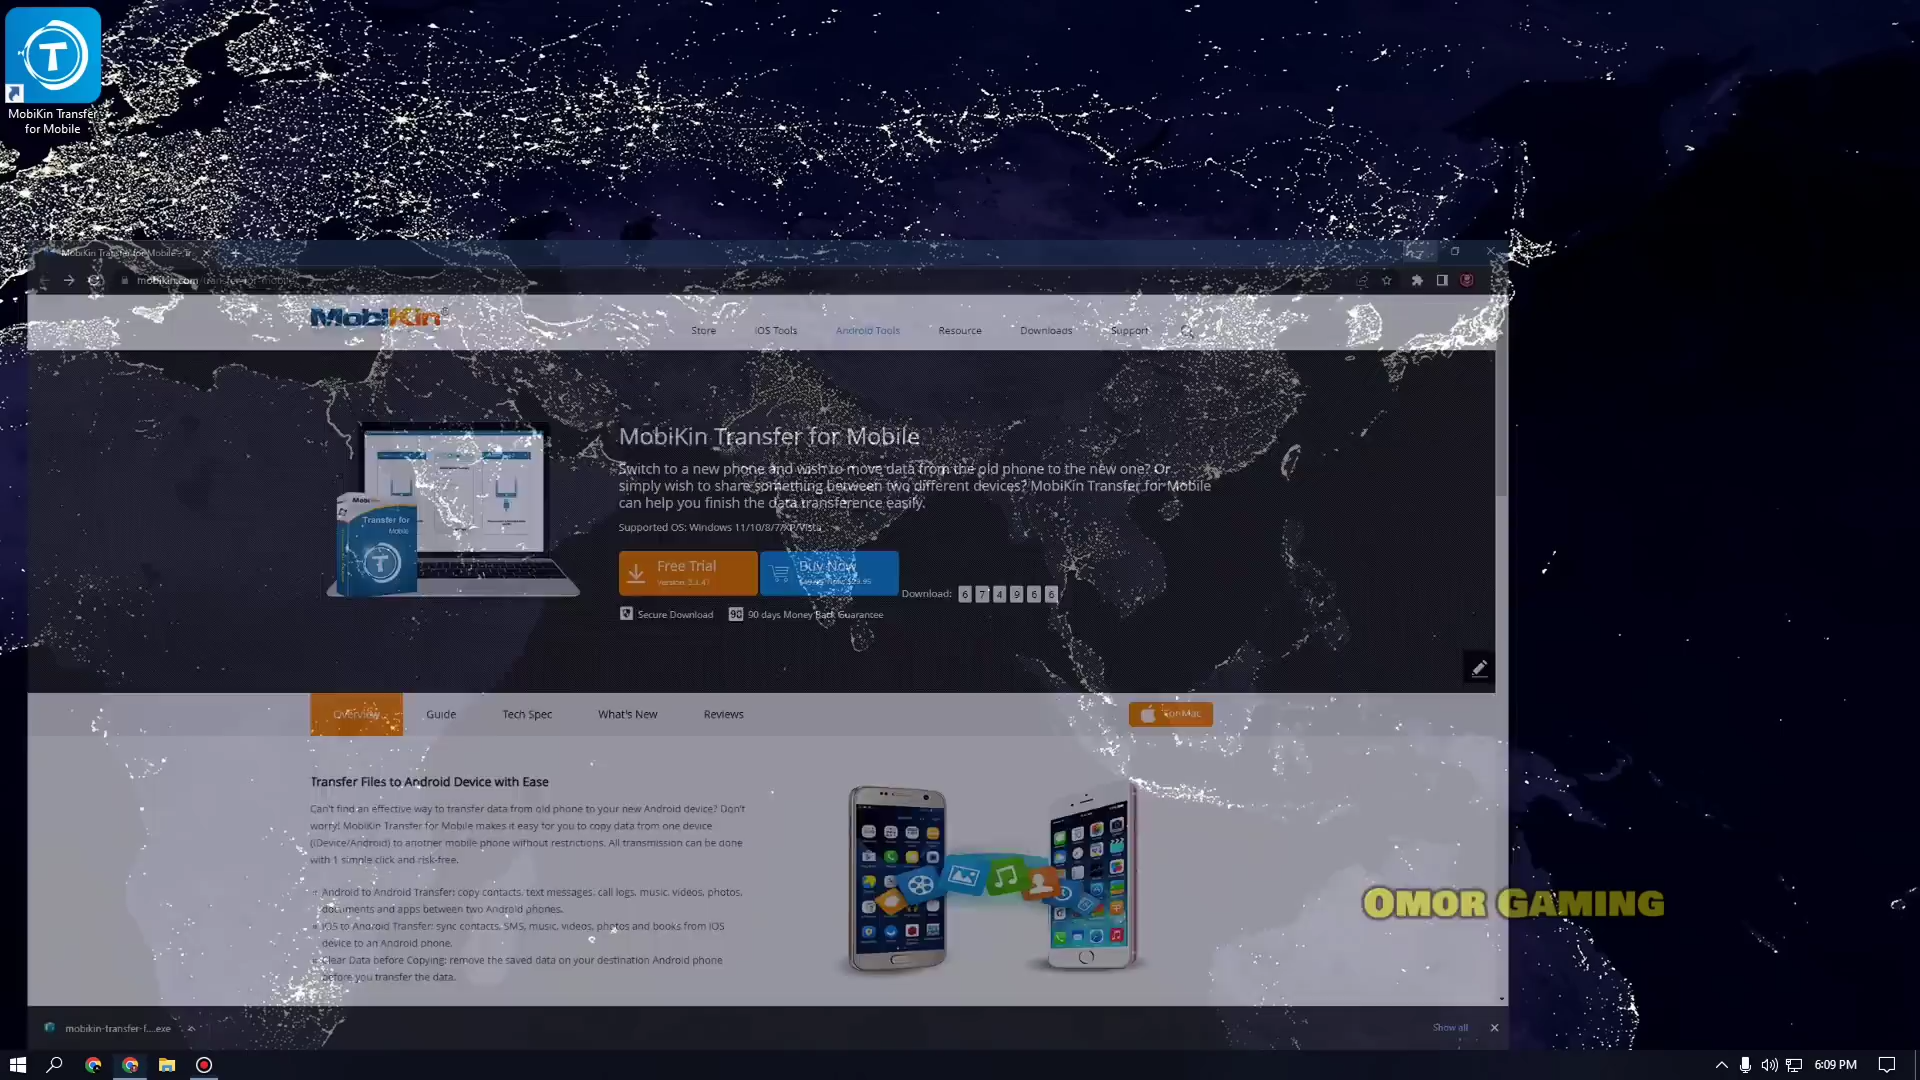 MobiKin Transfer
for Mobile
MobiKin Transfer for Mobile - Tr
mobikin.com/transfer-for-mobile
MobiKin
Store
iOS Tools
Android Tools
Resource
Downloads
Support
MobiKin Transfer for Mobile
Switch to a new phone and wish to move data from the old phone to the new one? Or
simply wish to share something between two different devices? MobiKin Transfer for Mobile
can help you finish the data transference easily.
Supported OS: Windows 11/10/8/7/XP/Vista
Transfer for
Mobile
Free Trial
Buy Now
Download: 6 7 4 9 6 6
Secure Download
90 days Money Back Guarantee
Overview
Guide
Tech Spec
What's New
Reviews
For Mac
Transfer Files to Android Device with Ease
Can't find an effective way to transfer data from old phone to your new Android device? Don't
worry! MobiKin Transfer for Mobile makes it easy for you to copy data from one device
(iDevice/Android) to another mobile phone without restrictions. All transmission can be done
with 1 simple click and risk-free.
Android to Android Transfer: copy contacts, text messages, call logs, music, videos, photos,
documents and apps between two Android phones.
iOS to Android Transfer: sync contacts, SMS, music, videos, photos and books from iOS
device to an Android phone.
Clear Data before Copying: remove the saved data on your destination Android phone
before you transfer the data.
Omor Gaming
mobikin-transfer-f....exe
Show all
6:09 PM